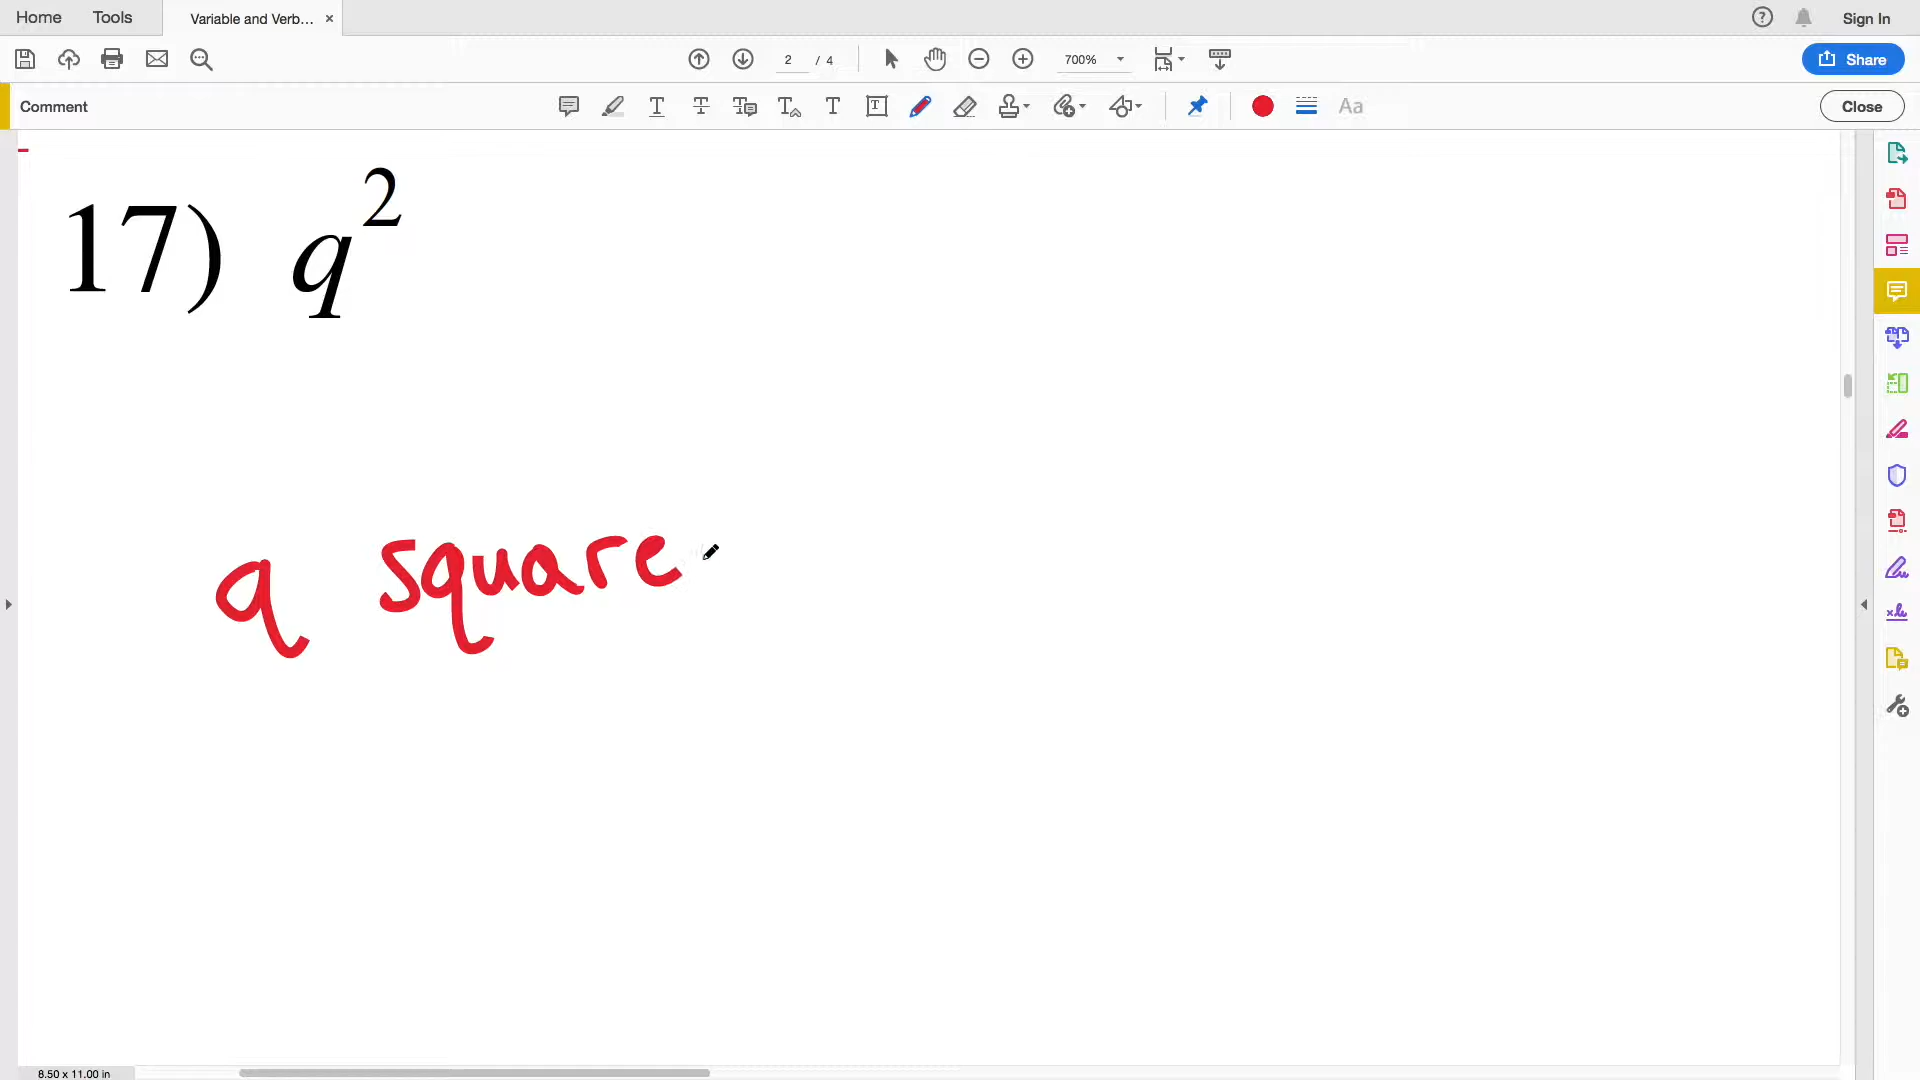 Home Tools Variable and Verb... × Sign In
2 / 4 700% Share
Comment Aa Close
17) q²
q square
8.50 x 11.00 in